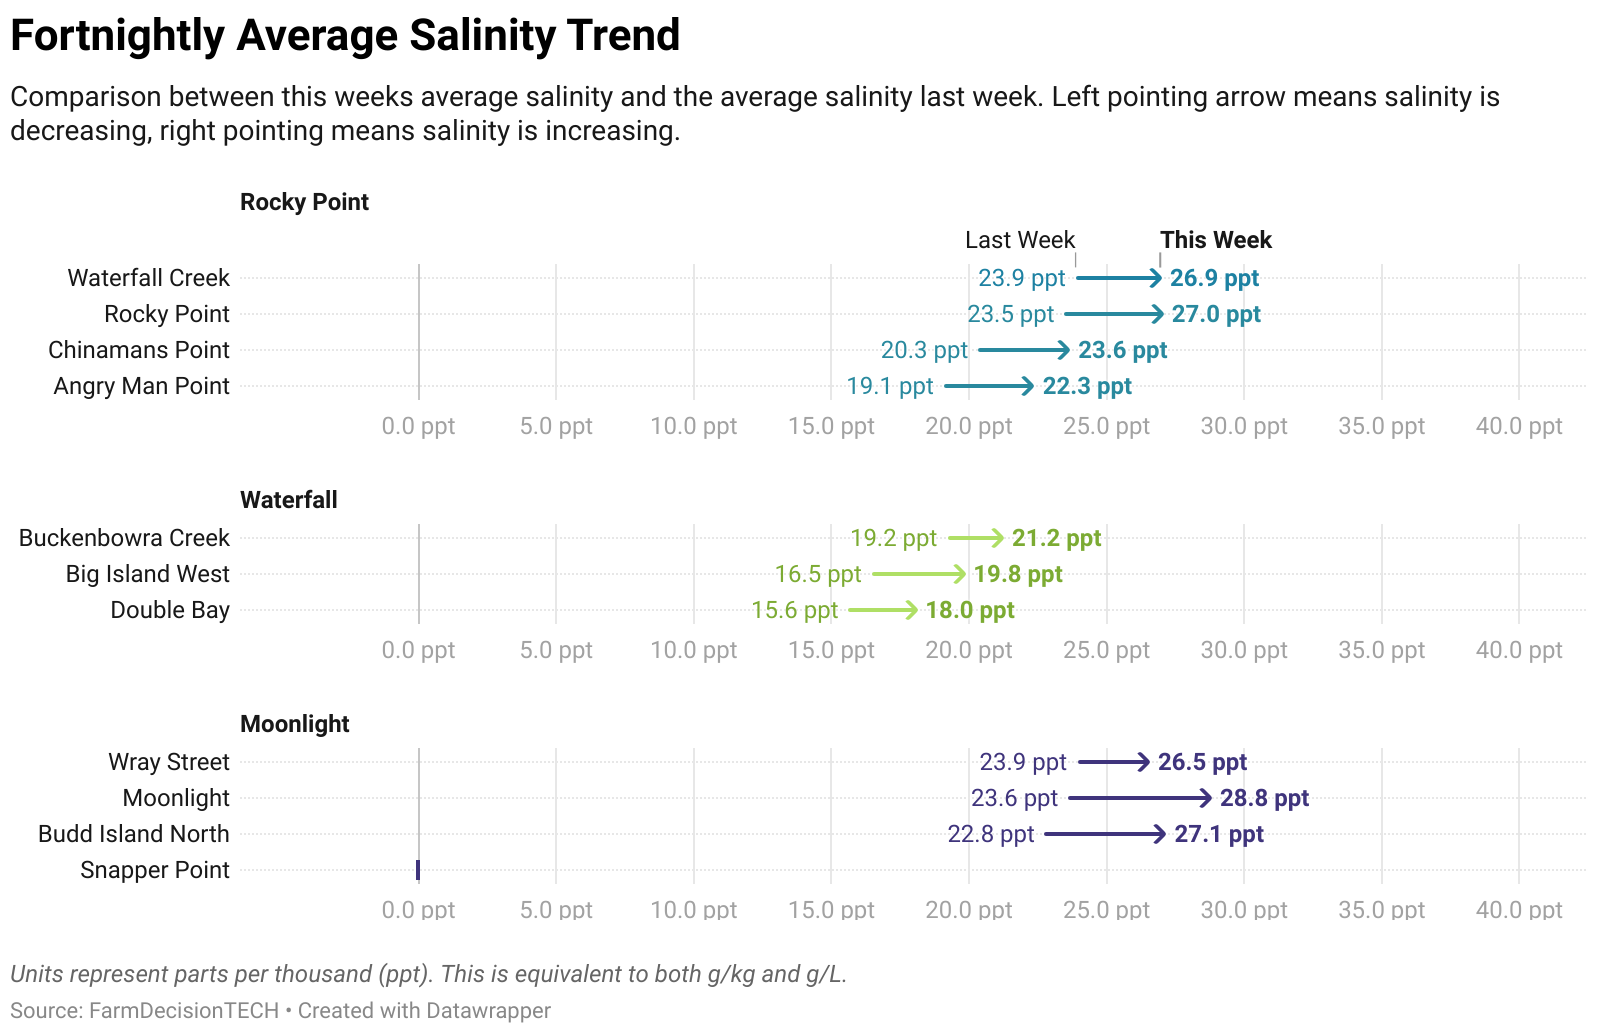 Fortnightly Average Salinity Trend
Comparison between this weeks average salinity and the average salinity last week. Left pointing arrow means salinity is
decreasing, right pointing means salinity is increasing.
Rocky Point
Last Week This Week
Waterfall Creek 23.9 ppt 26.9 ppt
Rocky Point 23.5 ppt 27.0 ppt
Chinamans Point 20.3 ppt 23.6 ppt
Angry Man Point 19.1 ppt 22.3 ppt
0.0 ppt 5.0 ppt 10.0 ppt 15.0 ppt 20.0 ppt 25.0 ppt 30.0 ppt 35.0 ppt 40.0 ppt
Waterfall
Buckenbowra Creek 19.2 ppt 21.2 ppt
Big Island West 16.5 ppt 19.8 ppt
Double Bay 15.6 ppt 18.0 ppt
0.0 ppt 5.0 ppt 10.0 ppt 15.0 ppt 20.0 ppt 25.0 ppt 30.0 ppt 35.0 ppt 40.0 ppt
Moonlight
Wray Street 23.9 ppt 26.5 ppt
Moonlight 23.6 ppt 28.8 ppt
Budd Island North 22.8 ppt 27.1 ppt
Snapper Point
0.0 ppt 5.0 ppt 10.0 ppt 15.0 ppt 20.0 ppt 25.0 ppt 30.0 ppt 35.0 ppt 40.0 ppt
Units represent parts per thousand (ppt). This is equivalent to both g/kg and g/L.
Source: FarmDecisionTECH • Created with Datawrapper